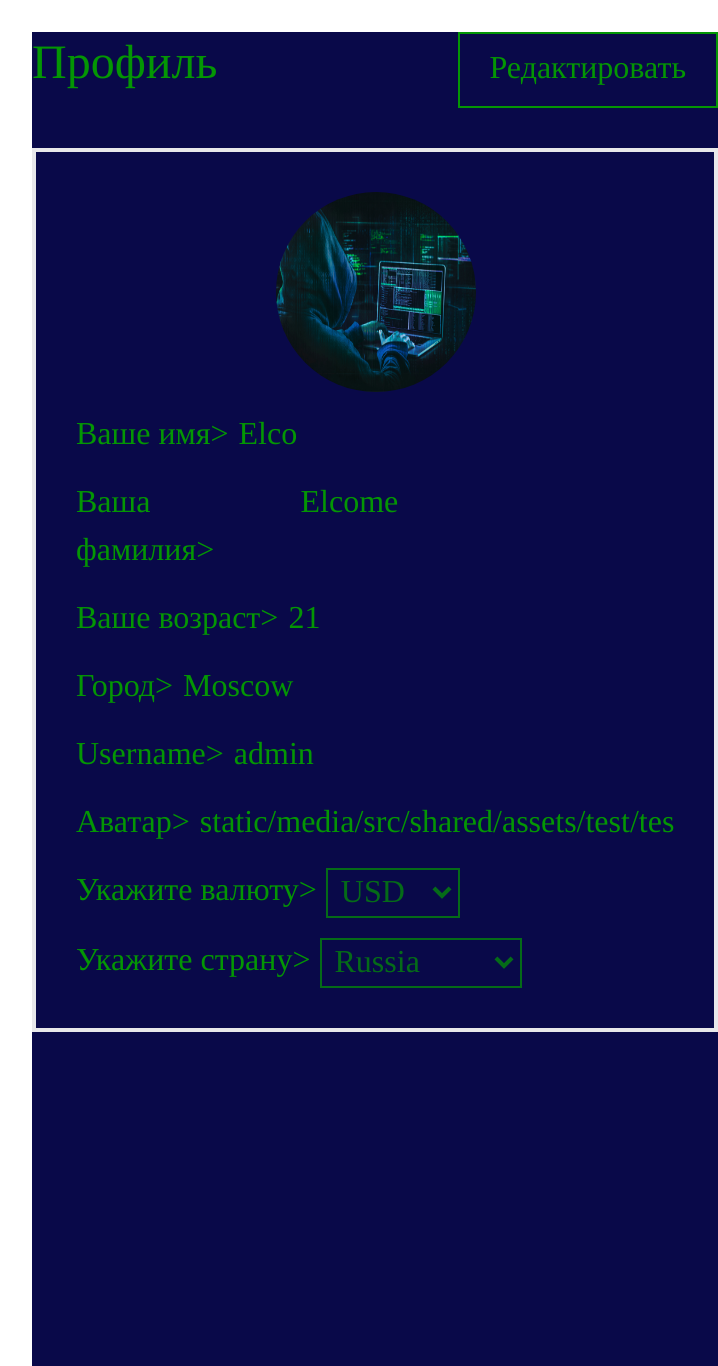 Профиль
Редактировать
Ваше имя> Elco
Ваша Elcome
фамилия>
Ваше возраст> 21
Город> Moscow
Username> admin
Аватар> static/media/src/shared/assets/test/tes
Укажите валюту> USD
Укажите страну> Russia